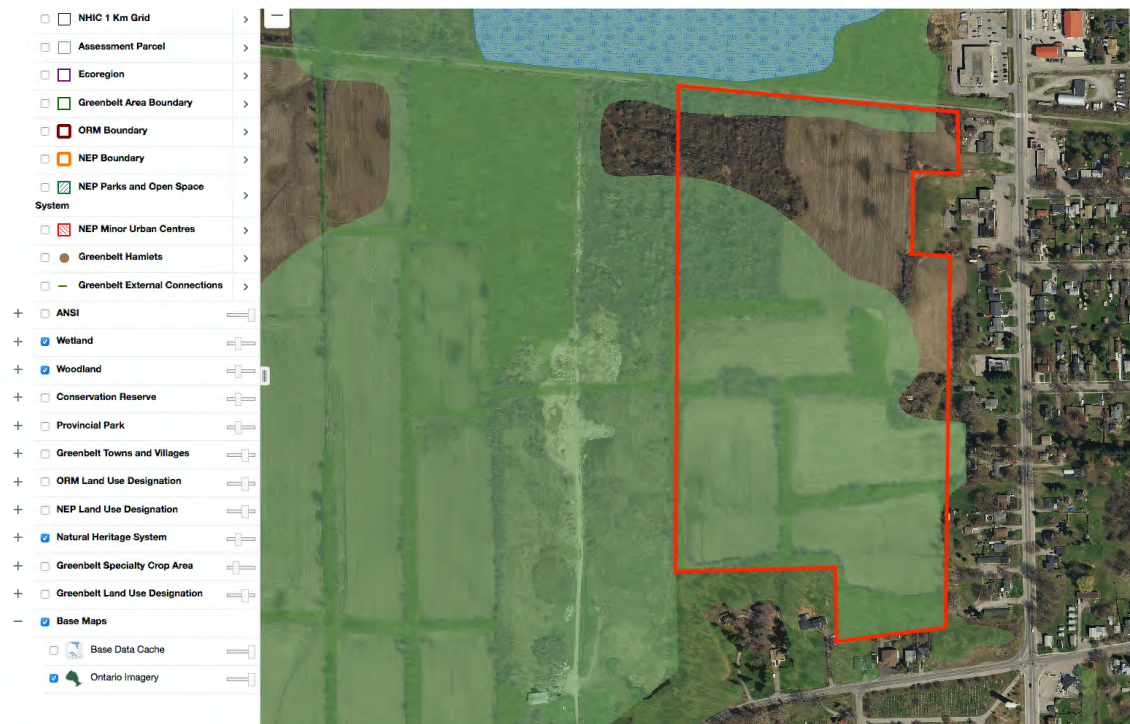 NHIC 1 Km Grid
Assessment Parcel
Ecoregion
Greenbelt Area Boundary
ORM Boundary
NEP Boundary
NEP Parks and Open Space
System
NEP Minor Urban Centres
Greenbelt Hamlets
Greenbelt External Connections
ANSI
Wetland
Woodland
Conservation Reserve
Provincial Park
Greenbelt Towns and Villages
ORM Land Use Designation
NEP Land Use Designation
Natural Heritage System
Greenbelt Specialty Crop Area
Greenbelt Land Use Designation
Base Maps
Base Data Cache
Ontario Imagery